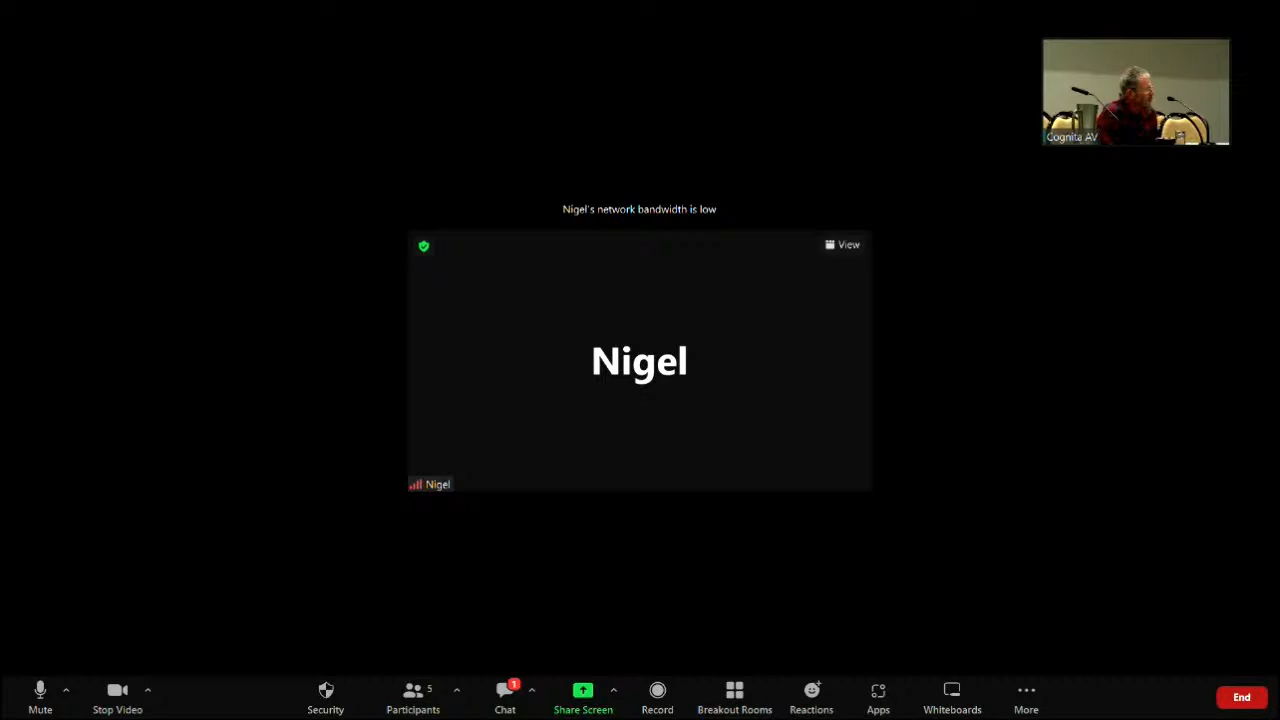 Cognita AV
Nigel's network bandwidth is low
View
Nigel
Nigel
Mute
Stop Video
Security
5
Participants
1
Chat
Share Screen
Record
Breakout Rooms
Reactions
Apps
Whiteboards
More
End